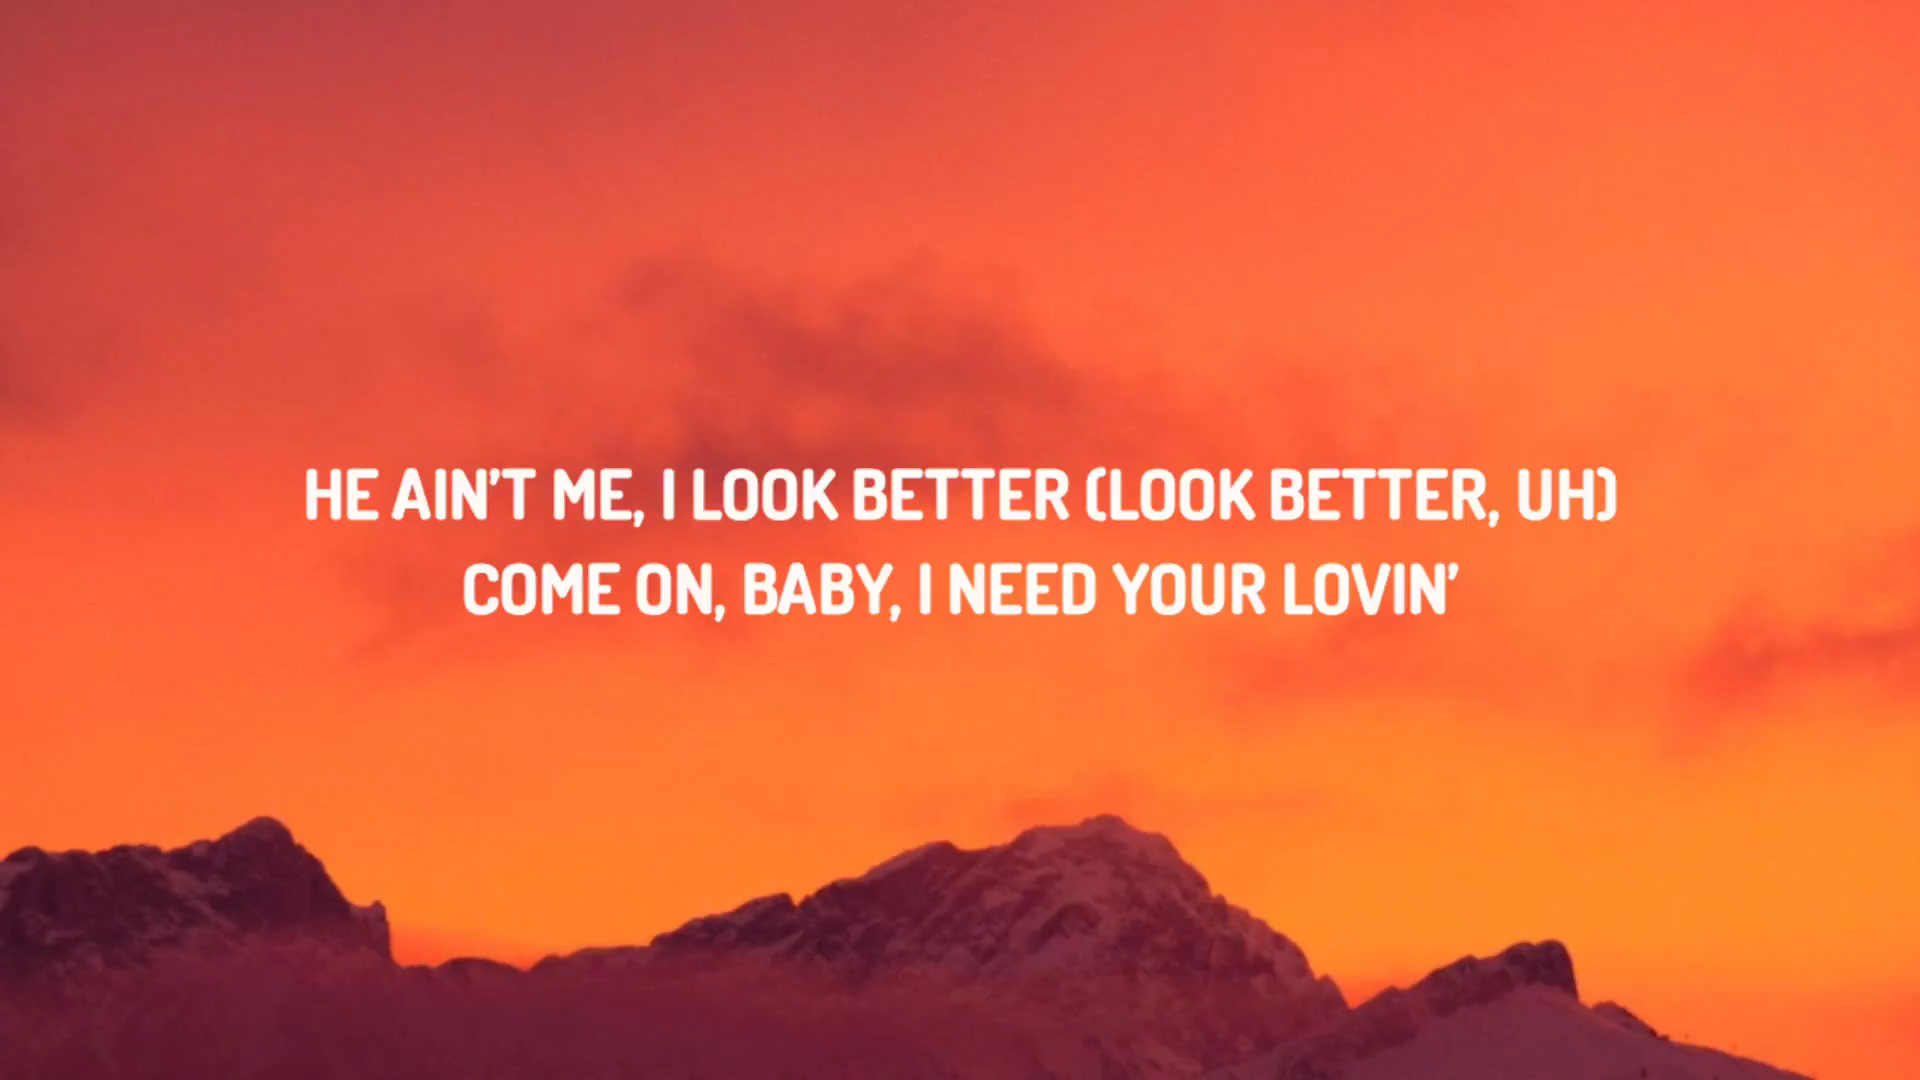 HE AIN'T ME, I LOOK BETTER (LOOK BETTER, UH)
COME ON, BABY, I NEED YOUR LOVIN'